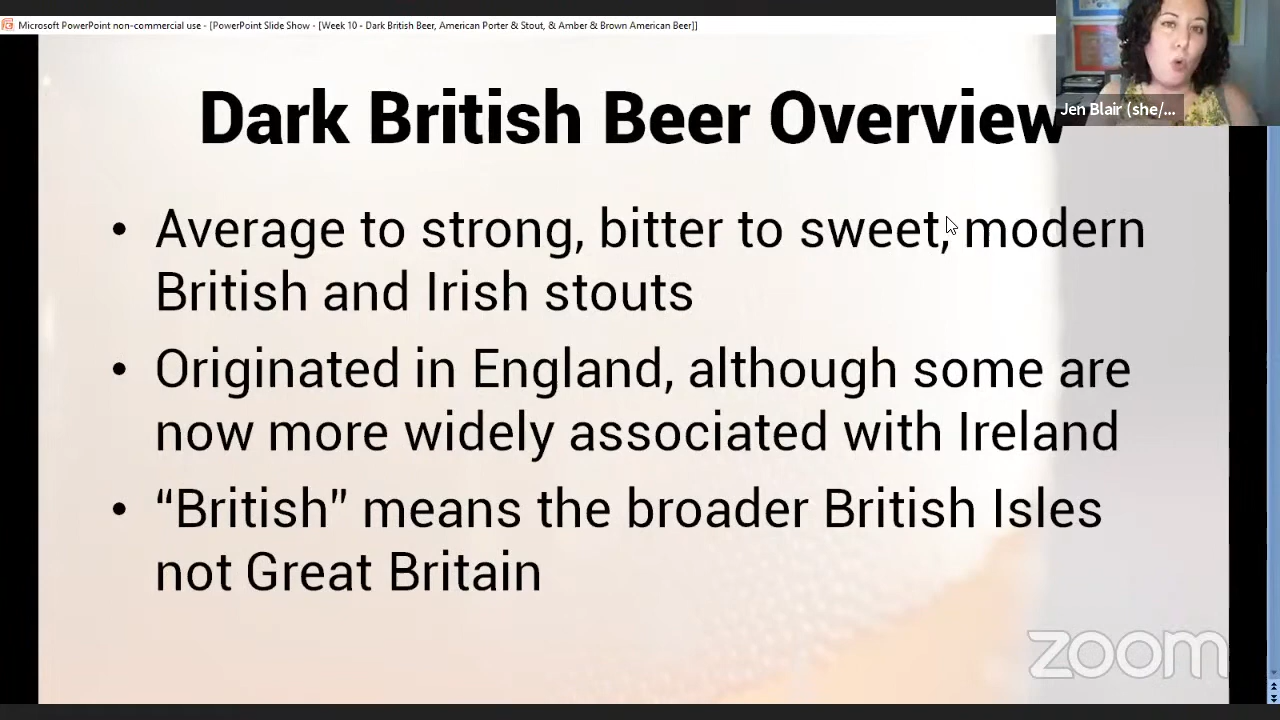 Microsoft PowerPoint non-commercial use - [PowerPoint Slide Show - [Week 10 - Dark British Beer, American Porter & Stout, & Amber & Brown American Beer]]
Jen Blair (she/...
Dark British Beer Overview
• Average to strong, bitter to sweet, modern
British and Irish stouts
• Originated in England, although some are
now more widely associated with Ireland
• “British” means the broader British Isles
not Great Britain
zoom